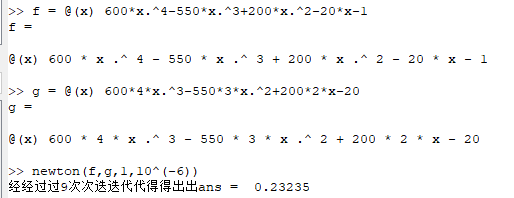 >> f = @(x) 600*x.^4-550*x.^3+200*x.^2-20*x-1
f =
@(x) 600 * x .^ 4 - 550 * x .^ 3 + 200 * x .^ 2 - 20 * x - 1
>> g = @(x) 600*4*x.^3-550*3*x.^2+200*2*x-20
g =
@(x) 600 * 4 * x .^ 3 - 550 * 3 * x .^ 2 + 200 * 2 * x - 20
>> newton(f,g,1,10^(-6))
经经过过9次次迭迭代代得得出出ans =  0.23235